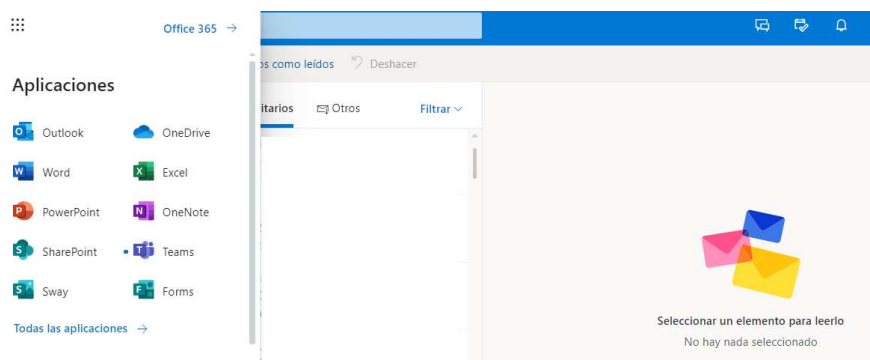 Office 365 →
os como leídos Deshacer
Aplicaciones
itarios Otros Filtrar
Outlook OneDrive
Word Excel
PowerPoint OneNote
SharePoint Teams
Sway Forms
Todas las aplicaciones →
Seleccionar un elemento para leerlo
No hay nada seleccionado